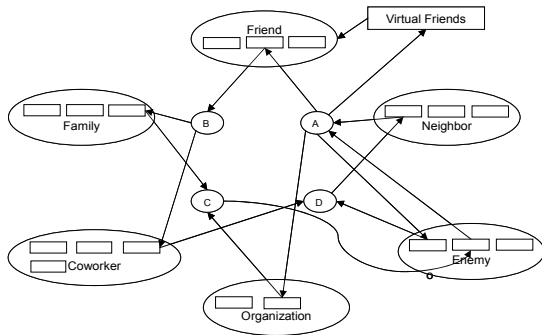 Friend
Virtual Friends
Family
B
A
Neighbor
C
D
Coworker
Enemy
Organization